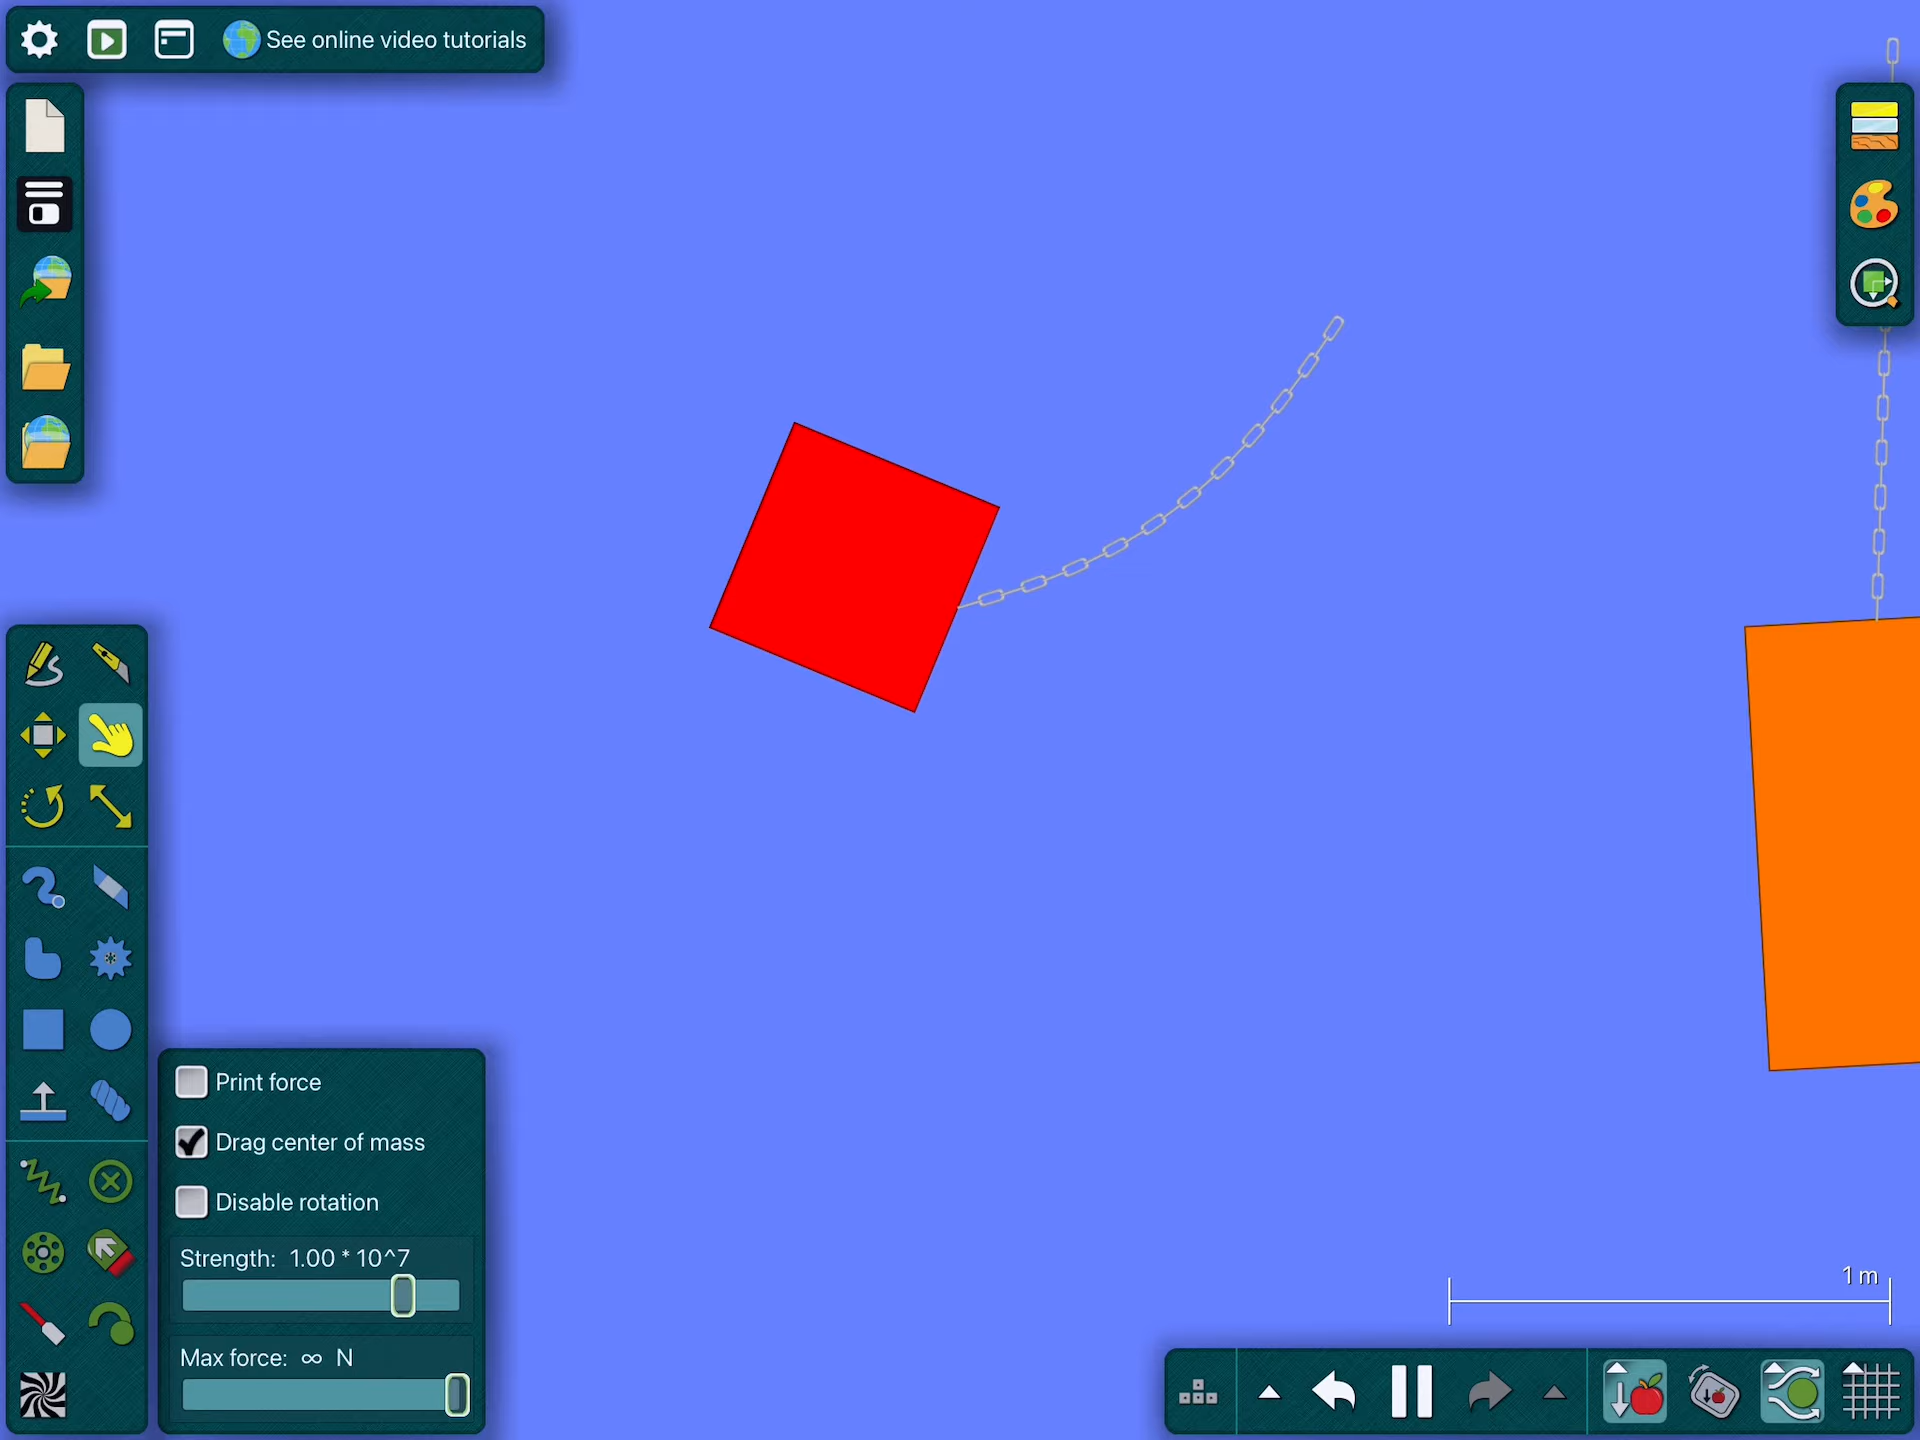 See online video tutorials
Print force
Drag center of mass
Disable rotation
Strength: 1.00 * 10^7
Max force: ∞ N
1 m